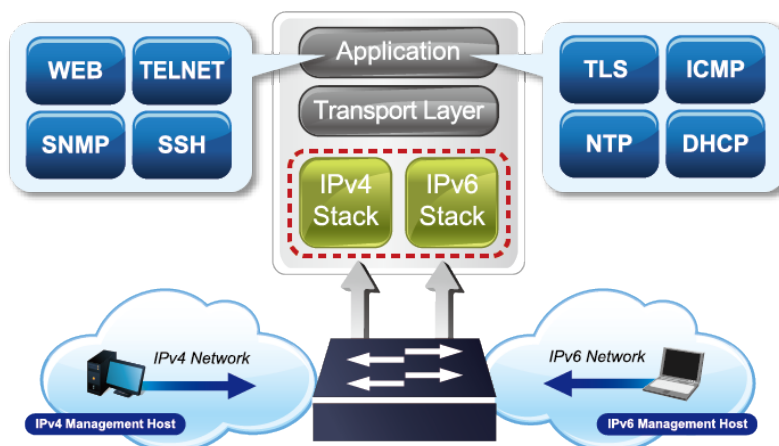 WEB
TELNET
SNMP
SSH
Application
Transport Layer
IPv4
Stack
IPv6
Stack
TLS
ICMP
NTP
DHCP
IPv4 Network
IPv4 Management Host
IPv6 Network
IPv6 Management Host